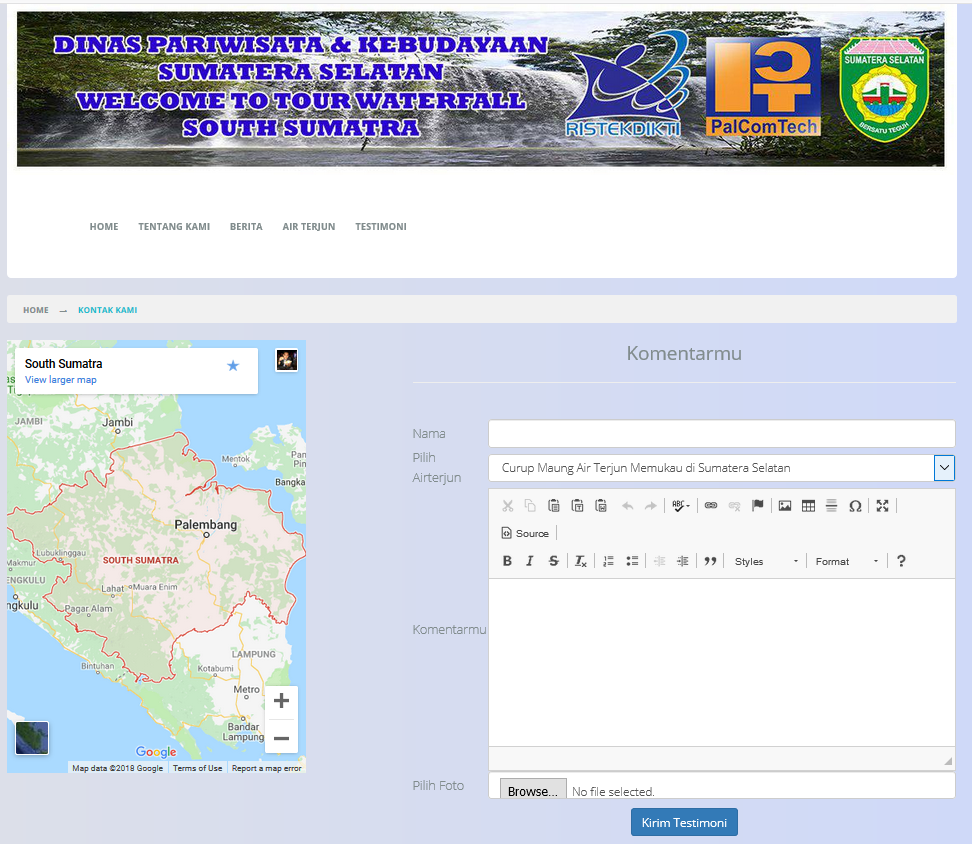 DINAS PARIWISATA & KEBUDAYAAN
SUMATERA SELATAN
WELCOME TO TOUR WATERFALL
SOUTH SUMATRA
RISTEKDIKTI
PalComTech
SUMATERA SELATAN
BERSATU TEGUH
HOME TENTANG KAMI BERITA AIR TERJUN TESTIMONI
HOME → KONTAK KAMI
South Sumatra
View larger map
JAMBI
Jambi
Mentok
Bangka
Palembang
Lubuklinggau
SOUTH SUMATRA
Makmur
ENGKULU
Lahat
Muara Enim
ngkulu
Pagar Alam
LAMPUNG
Bintuhan
Kotabumi
Metro
Bandar
Lampung
Google
Map data ©2018 Google Terms of Use Report a map error
Komentarmu
Nama
Pilih
Airterjun
Curup Maung Air Terjun Memukau di Sumatera Selatan
ABC
Source
B I S Tx Styles Format ?
Komentarmu
Pilih Foto
Browse... No file selected.
Kirim Testimoni